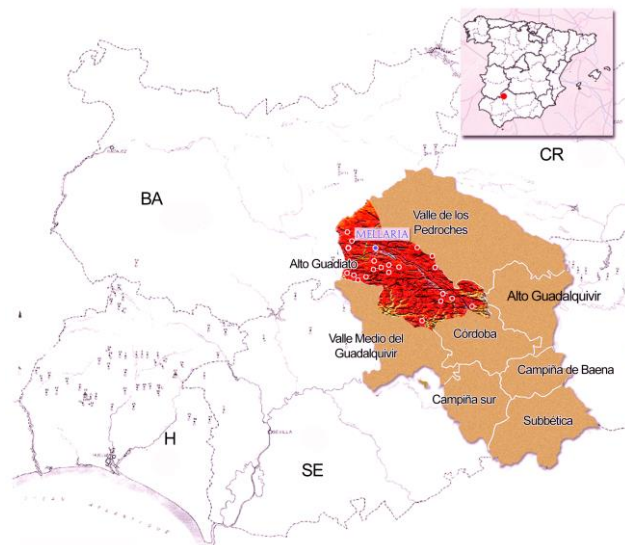 CR
BA
Valle de los
Pedroches
MELLARIA
Alto Guadiato
Alto Guadalquivir
Córdoba
Valle Medio del
Guadalquivir
Campiña de Baena
Campiña sur
Subbética
H
SE